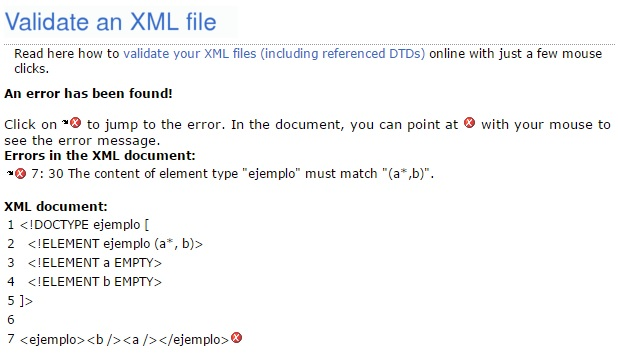 Validate an XML file
Read here how to validate your XML files (including referenced DTDs) online with just a few mouse
clicks.
An error has been found!
Click on to jump to the error. In the document, you can point at with your mouse to
see the error message.
Errors in the XML document:
7: 30 The content of element type "ejemplo" must match "(a*,b)".
XML document:
1 <!DOCTYPE ejemplo [
2 <!ELEMENT ejemplo (a*, b)>
3 <!ELEMENT a EMPTY>
4 <!ELEMENT b EMPTY>
5 ]>
6
7 <ejemplo><b /><a /></ejemplo>